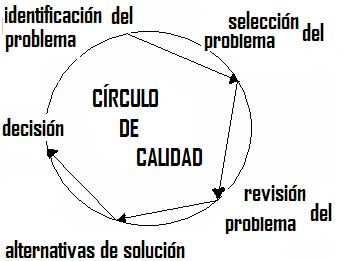 identificación del
problema
selección del
problema
CÍRCULO
DE
CALIDAD
decisión
revisión
problema del
alternativas de solución